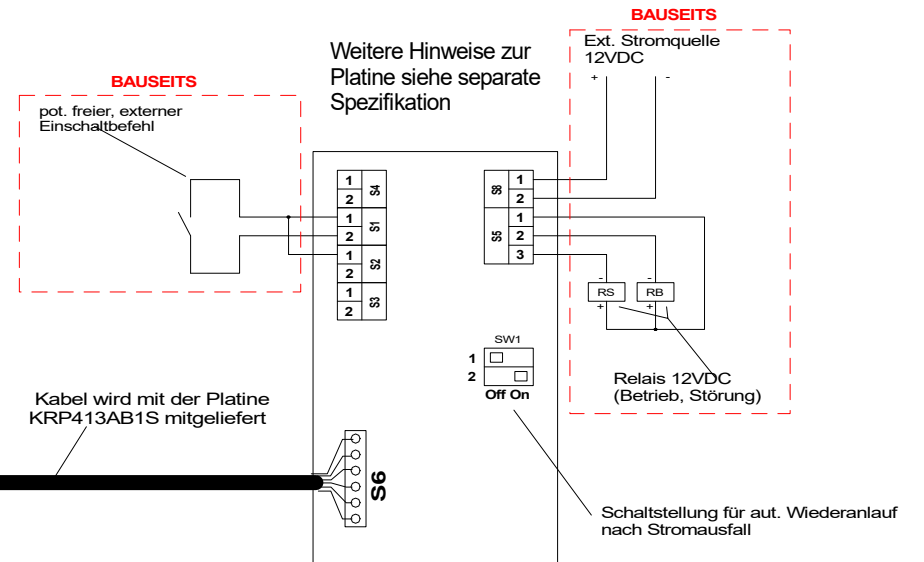 BAUSEITS
Ext. Stromquelle
12VDC
+ -
Weitere Hinweise zur
Platine siehe separate
Spezifikation
BAUSEITS
pot. freier, externer
Einschaltbefehl
1
2
S4
1
2
S1
1
2
S2
1
2
S3
1
2
S8
1
2
3
S5
- -
RS RB
+ +
Relais 12VDC
(Betrieb, Störung)
SW1
1
2
Off On
Kabel wird mit der Platine
KRP413AB1S mitgeliefert
S6
Schaltstellung für aut. Wiederanlauf
nach Stromausfall